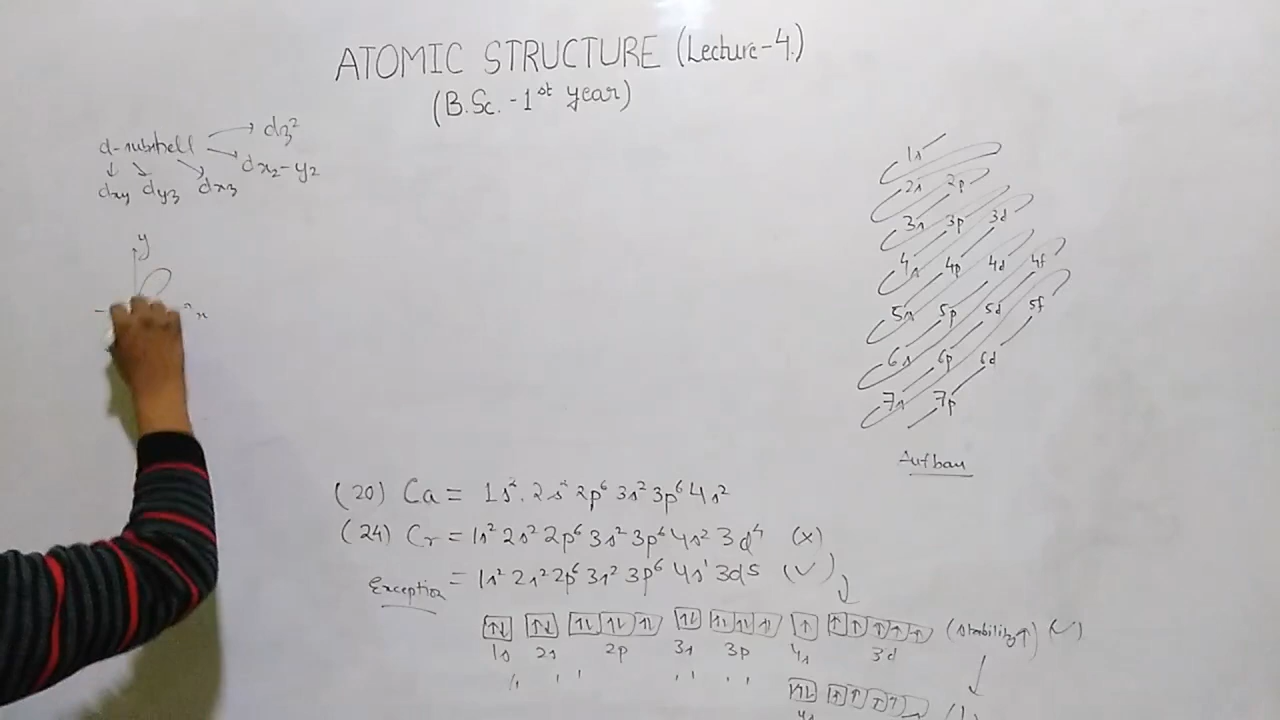 ATOMIC STRUCTURE (Lecture-4.)
(B.Sc. - 1st year)
d-subshell → dz²
dx2-y2
dxy dyz dxz
y
x
1s
2s 2p
3s 3p 3d
4s 4p 4d 4f
5s 5p 5d 5f
6s 6p 6d
7s 7p
Aufbau
(20) Ca = 1s². 2s² 2p⁶ 3s² 3p⁶ 4s²
(24) Cr = 1s² 2s² 2p⁶ 3s² 3p⁶ 4s² 3d⁴ (x)
Exception = 1s² 2s² 2p⁶ 3s² 3p⁶ 4s¹ 3d5 (✓)
↑↓ ↑↓ ↑↓ ↑↓ ↑↓ ↑↓ ↑↓ ↑↓ ↑↓ ↑ ↑ ↑ ↑ ↑ ↑ (stability↑) (✓)
1s 2s 2p 3s 3p 4s 3d
↑↓ ↑ ↑ ↑ ↑
4s